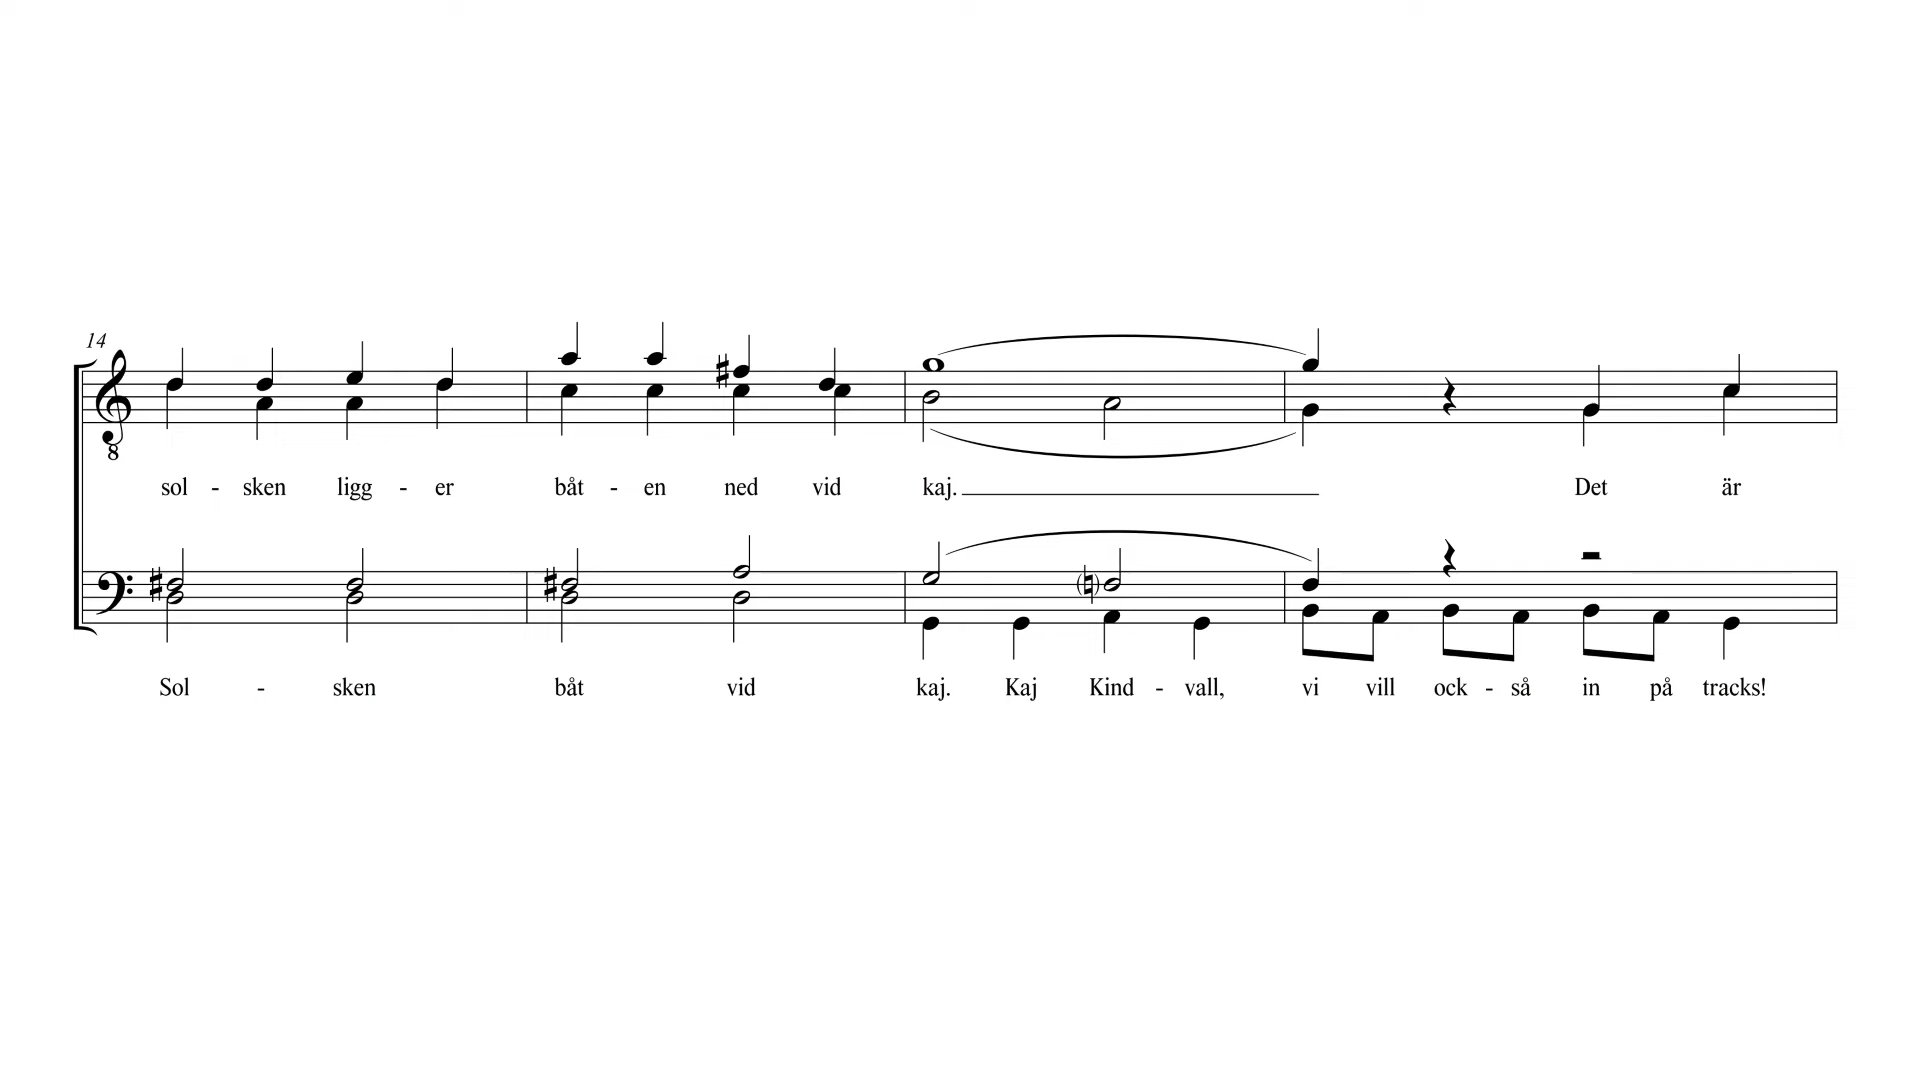 14
8
sol - sken ligg - er båt - en ned vid kaj. Det är
Sol - sken båt vid kaj. Kaj Kind - vall, vi vill ock - så in på tracks!